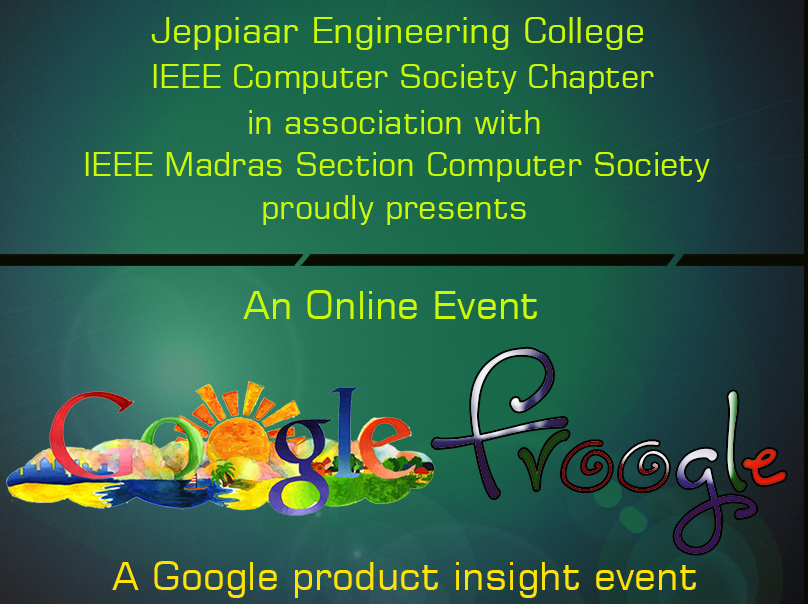 Jeppiaar Engineering College
IEEE Computer Society Chapter
in association with
IEEE Madras Section Computer Society
proudly presents
An Online Event
Google froogle
A Google product insight event